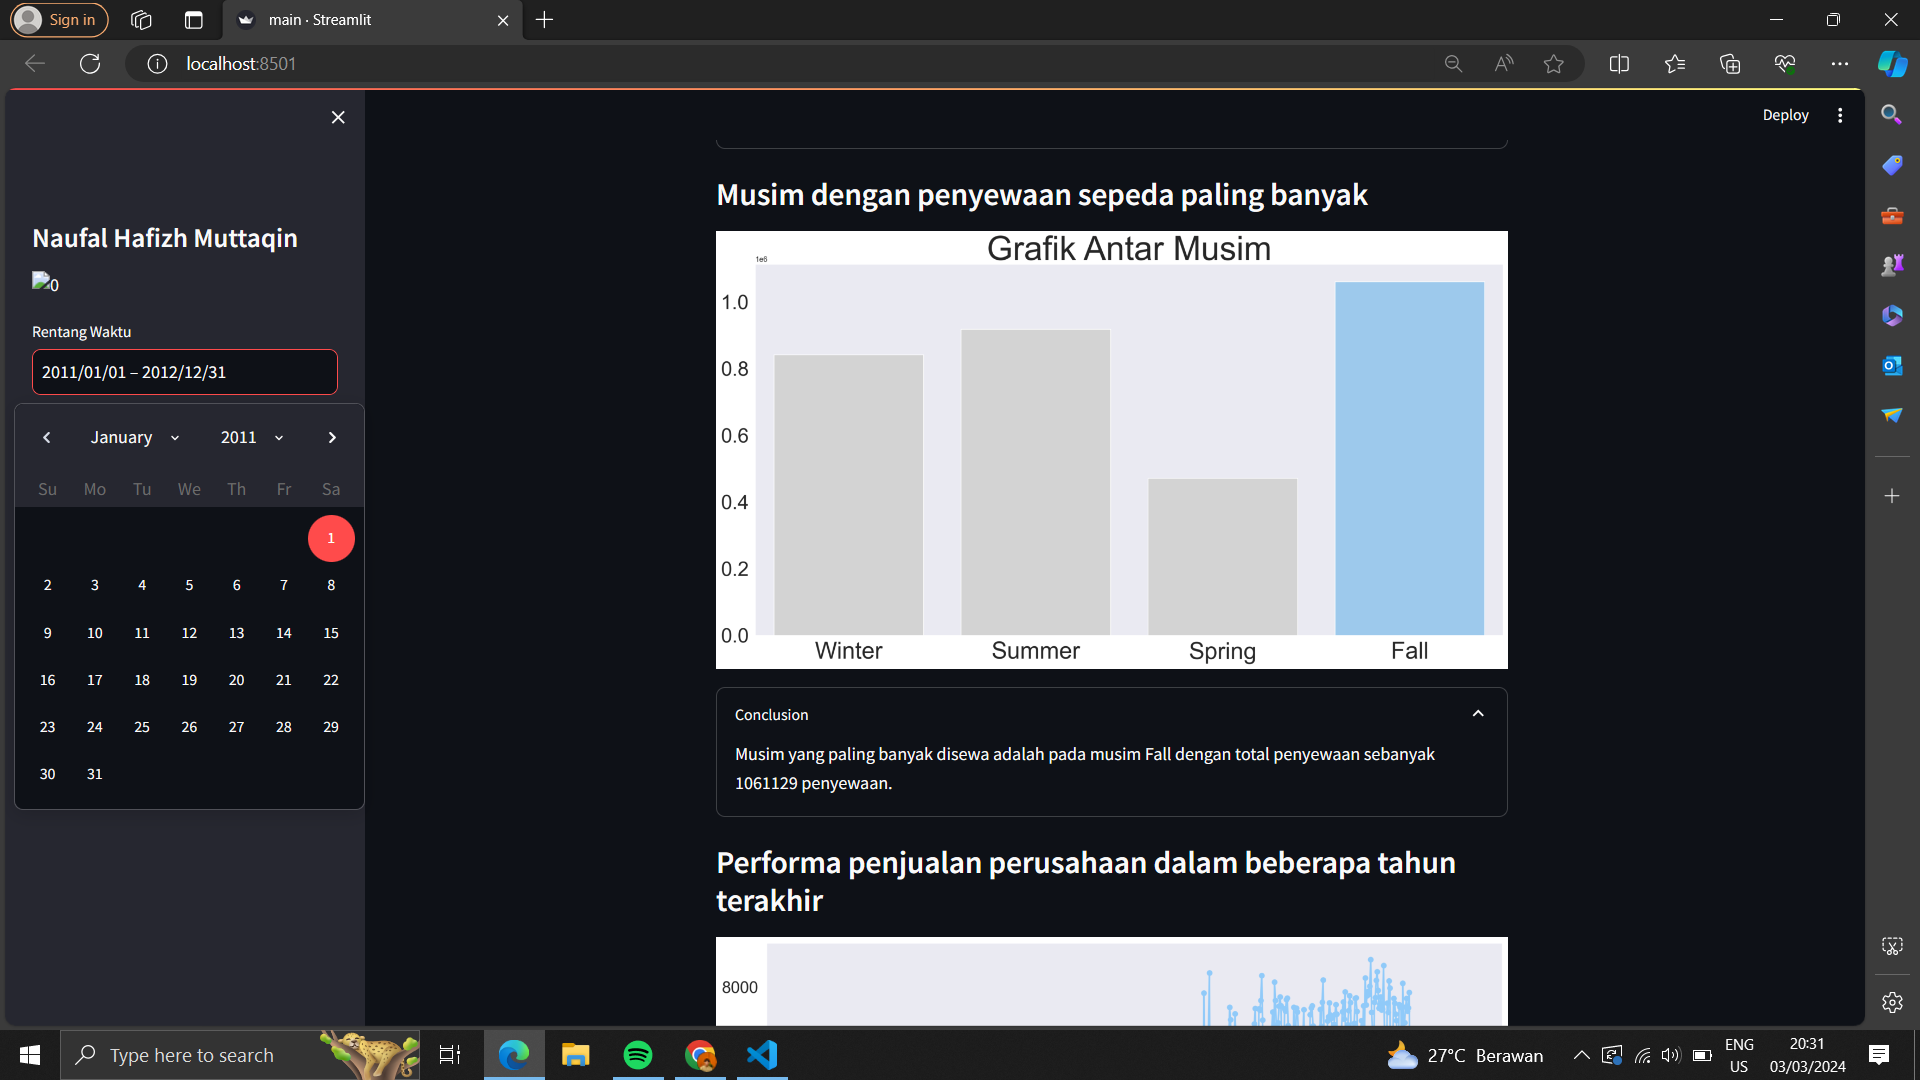 Sign in
main · Streamlit
localhost:8501
Deploy
Naufal Hafizh Muttaqin
0
Rentang Waktu
2011/01/01 – 2012/12/31
January 2011
Su Mo Tu We Th Fr Sa
1
2 3 4 5 6 7 8
9 10 11 12 13 14 15
16 17 18 19 20 21 22
23 24 25 26 27 28 29
30 31
Musim dengan penyewaan sepeda paling banyak
Grafik Antar Musim
1e6
1.0
0.8
0.6
0.4
0.2
0.0
Winter Summer Spring Fall
Conclusion
Musim yang paling banyak disewa adalah pada musim Fall dengan total penyewaan sebanyak
1061129 penyewaan.
Performa penjualan perusahaan dalam beberapa tahun
terakhir
8000
Type here to search
27°C Berawan
ENG
US
20:31
03/03/2024